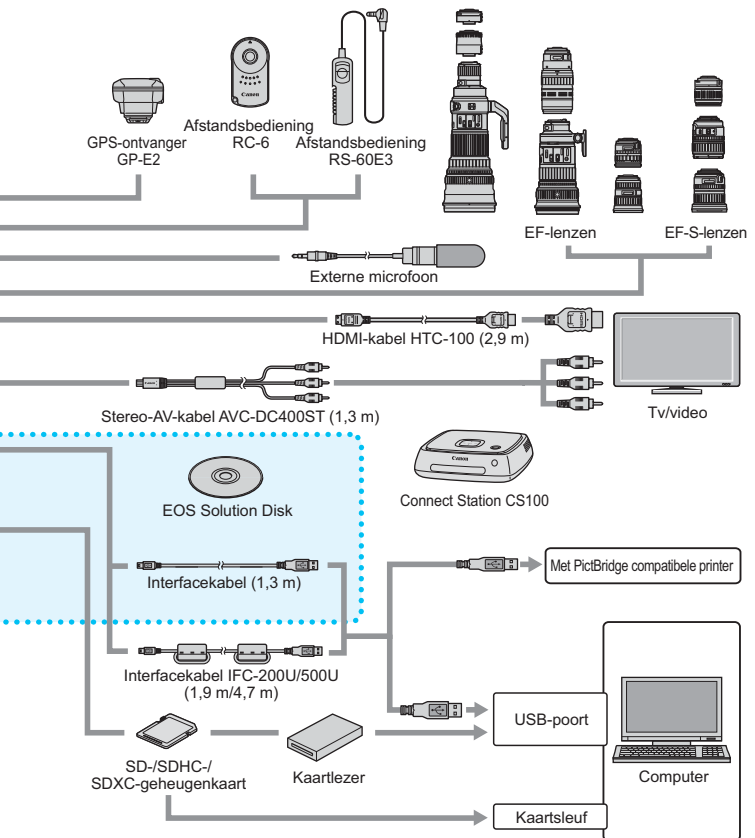 GPS-ontvanger
GP-E2
Afstandsbediening
RC-6
Afstandsbediening
RS-60E3
Canon
EF-lenzen
EF-S-lenzen
Externe microfoon
HDMI-kabel HTC-100 (2,9 m)
Stereo-AV-kabel AVC-DC400ST (1,3 m)
Tv/video
EOS Solution Disk
Canon
Connect Station CS100
Interfacekabel (1,3 m)
Met PictBridge compatibele printer
Interfacekabel IFC-200U/500U
(1,9 m/4,7 m)
USB-poort
SD-/SDHC-/
SDXC-geheugenkaart
Kaartlezer
Computer
Kaartsleuf